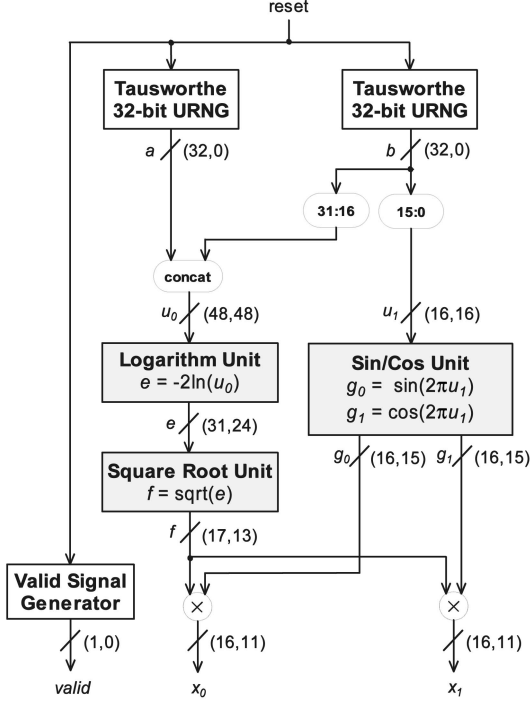 reset
Tausworthe
32-bit URNG
Tausworthe
32-bit URNG
a
(32,0)
b
(32,0)
31:16
15:0
concat
u₀
(48,48)
u₁
(16,16)
Logarithm Unit
e = -2ln(u₀)
Sin/Cos Unit
g₀ = sin(2πu₁)
g₁ = cos(2πu₁)
e
(31,24)
g₀
(16,15)
g₁
(16,15)
Square Root Unit
f = sqrt(e)
f
(17,13)
Valid Signal
Generator
×
×
(1,0)
(16,11)
(16,11)
valid
x₀
x₁